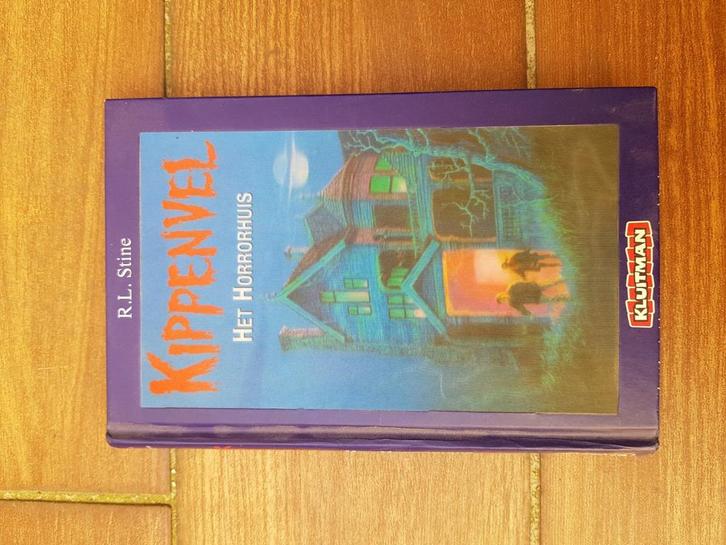 R.L. Stine
KIPPENVEL
HET HORRORHUIS
KLUITMAN